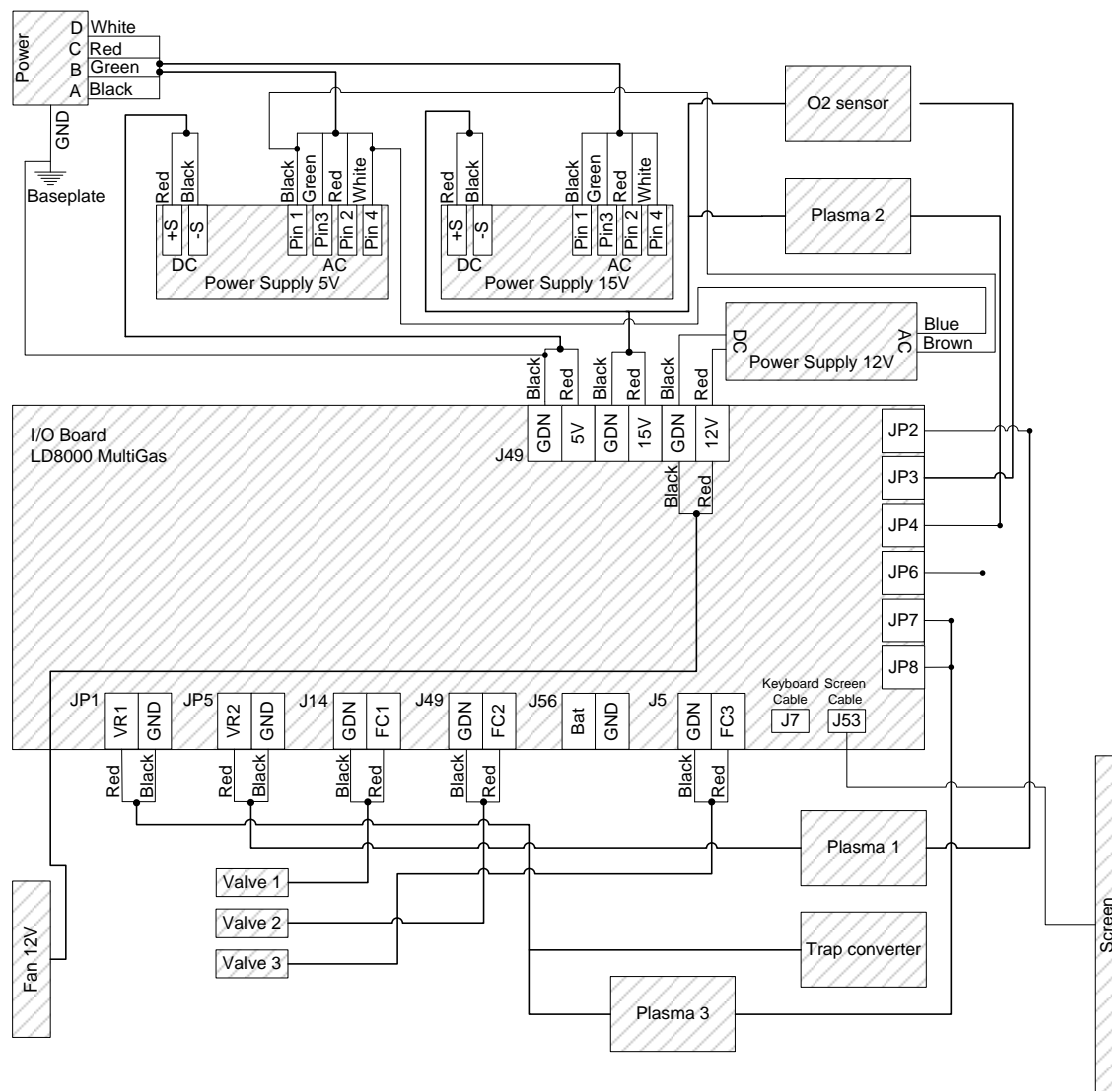 Power
D White
C Red
B Green
A Black
GND
Baseplate
Red
Black
+S
-S
DC
Black
Green
Red
White
Pin 1
Pin3
Pin 2
Pin 4
AC
Power Supply 5V
Red
Black
+S
-S
DC
Black
Green
Red
White
Pin 1
Pin3
Pin 2
Pin 4
AC
Power Supply 15V
O2 sensor
Plasma 2
DC
AC
Power Supply 12V
Blue
Brown
Black
Red
Black
Red
Black
Red
I/O Board
LD8000 MultiGas
J49
GDN
5V
GDN
15V
GDN
12V
Black
Red
JP2
JP3
JP4
JP6
JP7
JP8
JP1
VR1
GND
JP5
VR2
GND
J14
GDN
FC1
J49
GDN
FC2
J56
Bat
GND
J5
GDN
FC3
Keyboard
Cable
J7
Screen
Cable
J53
Red
Black
Red
Black
Black
Red
Black
Red
Black
Red
Valve 1
Valve 2
Valve 3
Fan 12V
Plasma 1
Trap converter
Plasma 3
Screen